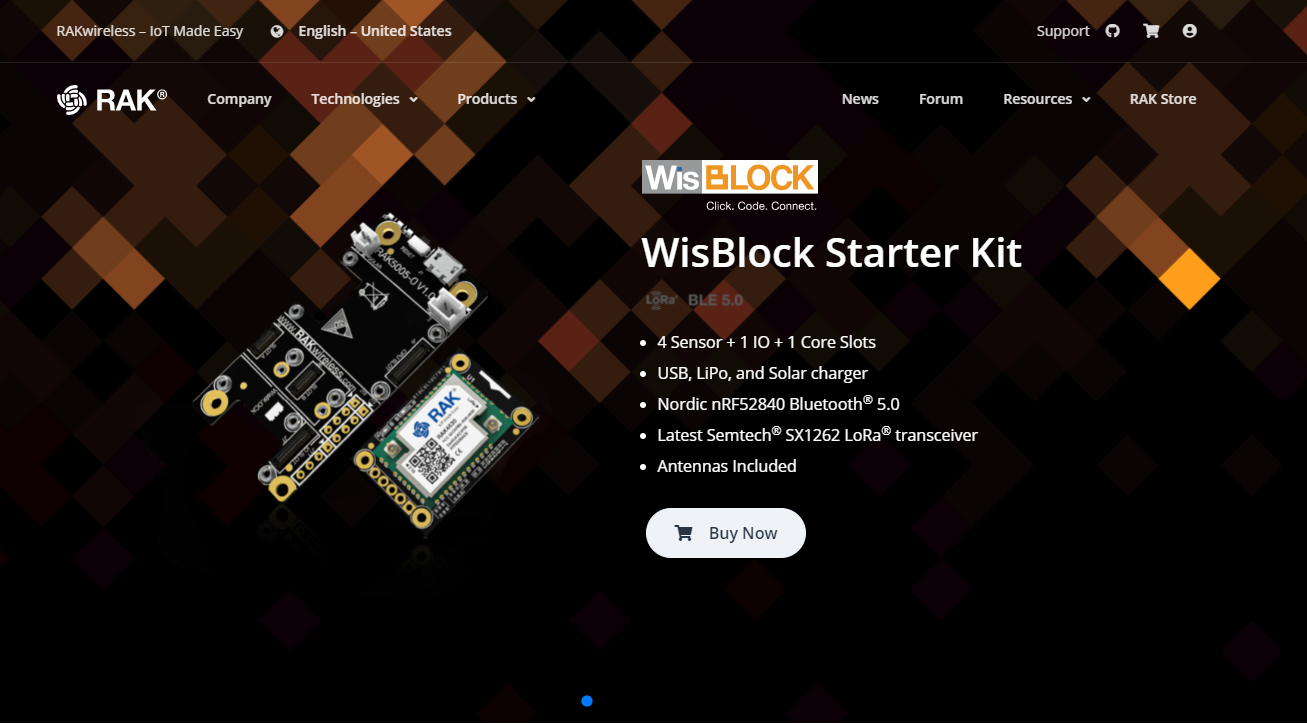 RAKwireless – IoT Made Easy
English – United States
Support
RAK®
Company
Technologies
Products
News
Forum
Resources
RAK Store
WisBLOCK
Click. Code. Connect.
WisBlock Starter Kit
LoRa® BLE 5.0
4 Sensor + 1 IO + 1 Core Slots
USB, LiPo, and Solar charger
Nordic nRF52840 Bluetooth® 5.0
Latest Semtech® SX1262 LoRa® transceiver
Antennas Included
Buy Now
RAK5005-O V1.0
www.RAKwireless.com
RAK
RAK4630